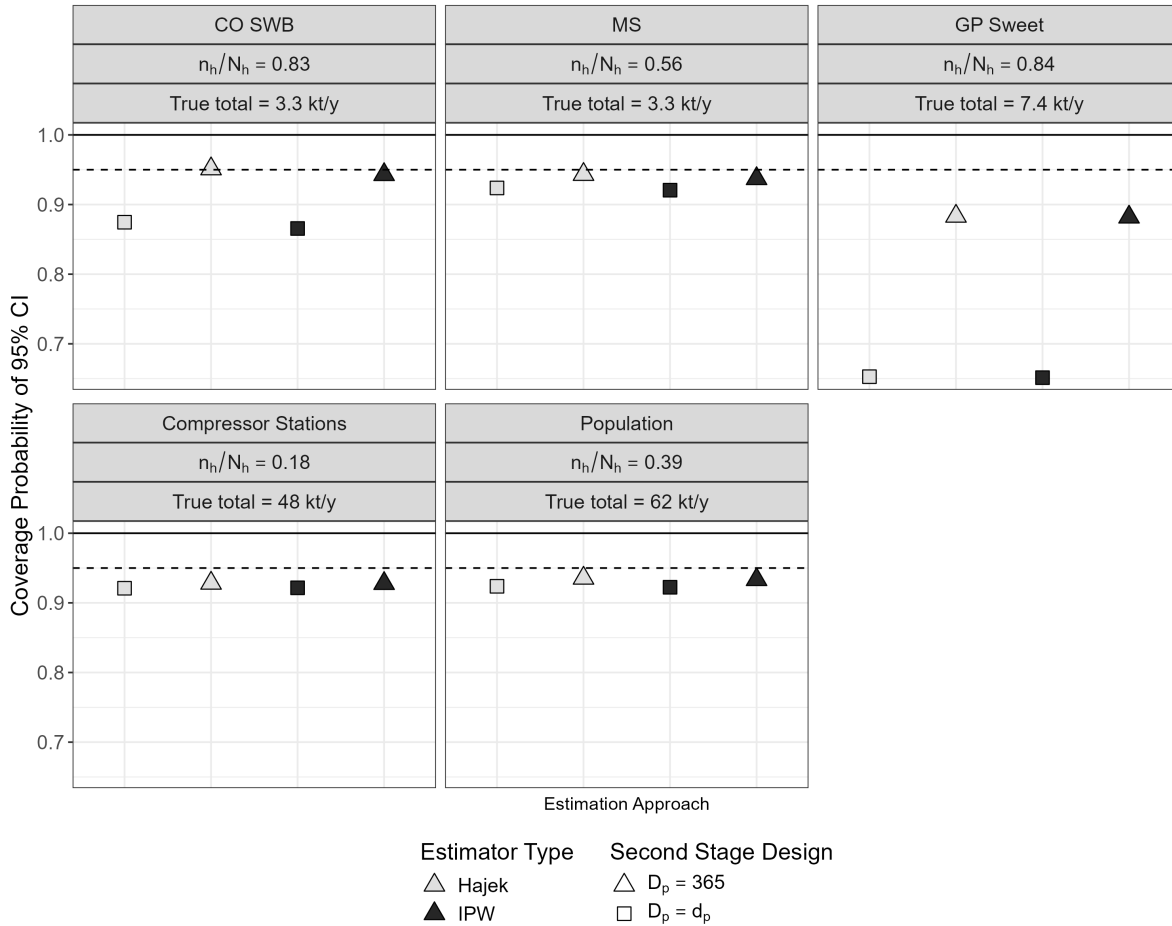 CO SWB
n_h/N_h = 0.83
True total = 3.3 kt/y
MS
n_h/N_h = 0.56
True total = 3.3 kt/y
GP Sweet
n_h/N_h = 0.84
True total = 7.4 kt/y
1.0
0.9
0.8
0.7
Coverage Probability of 95% CI
Compressor Stations
n_h/N_h = 0.18
True total = 48 kt/y
Population
n_h/N_h = 0.39
True total = 62 kt/y
1.0
0.9
0.8
0.7
Estimation Approach
Estimator Type
Hajek
IPW
Second Stage Design
D_p = 365
D_p = d_p